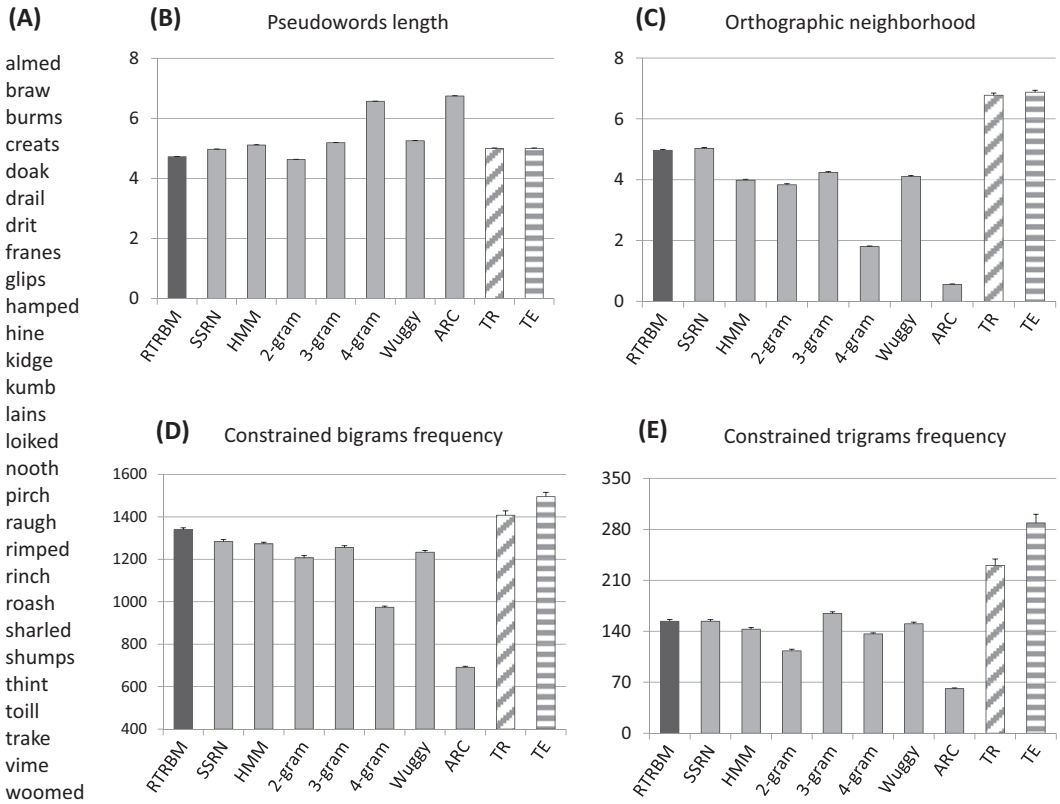 (A)
almed
braw
burms
creats
doak
drail
drit
franes
glips
hamped
hine
kidge
kumb
lains
loiked
nooth
pirch
raugh
rimped
rinch
roash
sharled
shumps
thint
toill
trake
vime
woomed
(B) Pseudowords length
8
6
4
2
0
RTRBM SSRN HMM 2-gram 3-gram 4-gram Wuggy ARC TR TE
(C) Orthographic neighborhood
8
6
4
2
0
RTRBM SSRN HMM 2-gram 3-gram 4-gram Wuggy ARC TR TE
(D) Constrained bigrams frequency
1600
1400
1200
1000
800
600
400
RTRBM SSRN HMM 2-gram 3-gram 4-gram Wuggy ARC TR TE
(E) Constrained trigrams frequency
350
280
210
140
70
0
RTRBM SSRN HMM 2-gram 3-gram 4-gram Wuggy ARC TR TE